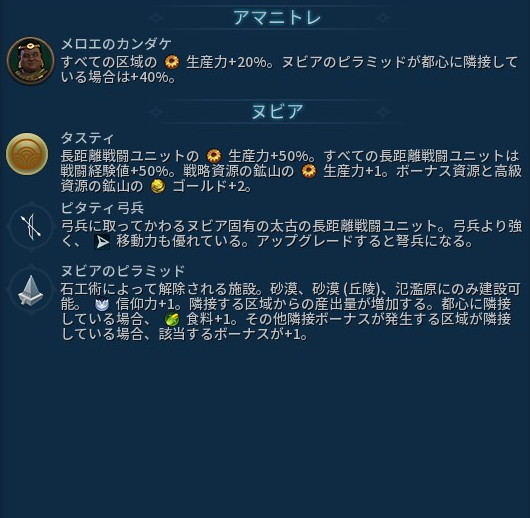 アマニトレ
メロエのカンダケ
すべての区域の 生産力+20%。ヌビアのピラミッドが都心に隣接して
いる場合は+40%。
ヌビア
タスティ
長距離戦闘ユニットの 生産力+50%。すべての長距離戦闘ユニットは
戦闘経験値+50%。戦略資源の鉱山の 生産力+1。ボーナス資源と高級
資源の鉱山の ゴールド+2。
ピタティ弓兵
弓兵に取ってかわるヌビア固有の太古の長距離戦闘ユニット。弓兵より強
く、 移動力も優れている。アップグレードすると弩兵になる。
ヌビアのピラミッド
石工術によって解除される施設。砂漠、砂漠 (丘陵)、氾濫原にのみ建設可
能。 信仰力+1。隣接する区域からの産出量が増加する。都心に隣接
している場合、 食料+1。その他隣接ボーナスが発生する区域が隣接
している場合、該当するボーナスが+1。